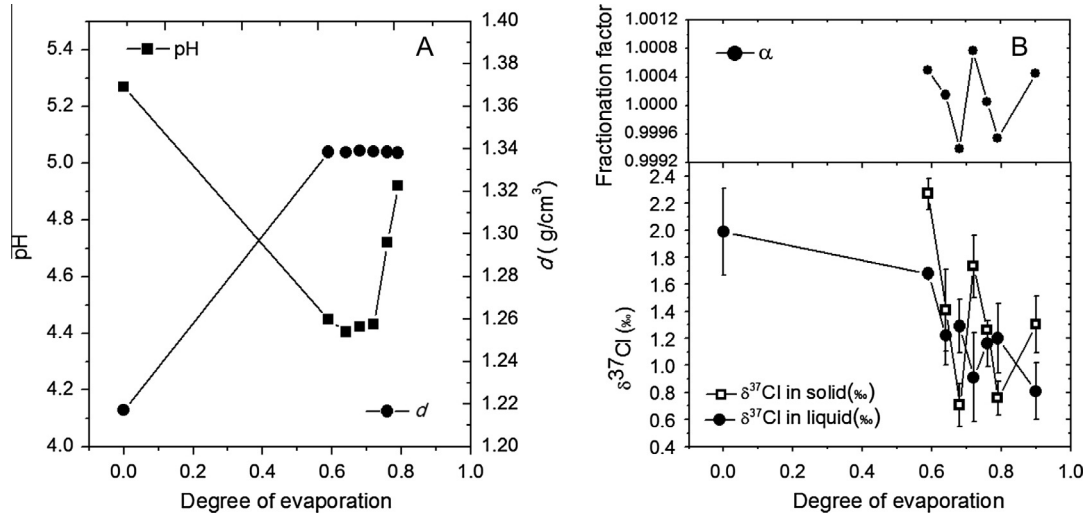 A
pH
d
5.4
5.2
5.0
4.8
4.6
4.4
4.2
4.0
pH
1.40
1.38
1.36
1.34
1.32
1.30
1.28
1.26
1.24
1.22
1.20
d ( g/cm³)
0.0 0.2 0.4 0.6 0.8 1.0
Degree of evaporation
B
α
1.0012
1.0008
1.0004
1.0000
0.9996
0.9992
Fractionation factor
2.4
2.2
2.0
1.8
1.6
1.4
1.2
1.0
0.8
0.6
0.4
δ³⁷Cl (‰)
δ³⁷Cl in solid(‰)
δ³⁷Cl in liquid(‰)
0.0 0.2 0.4 0.6 0.8 1.0
Degree of evaporation